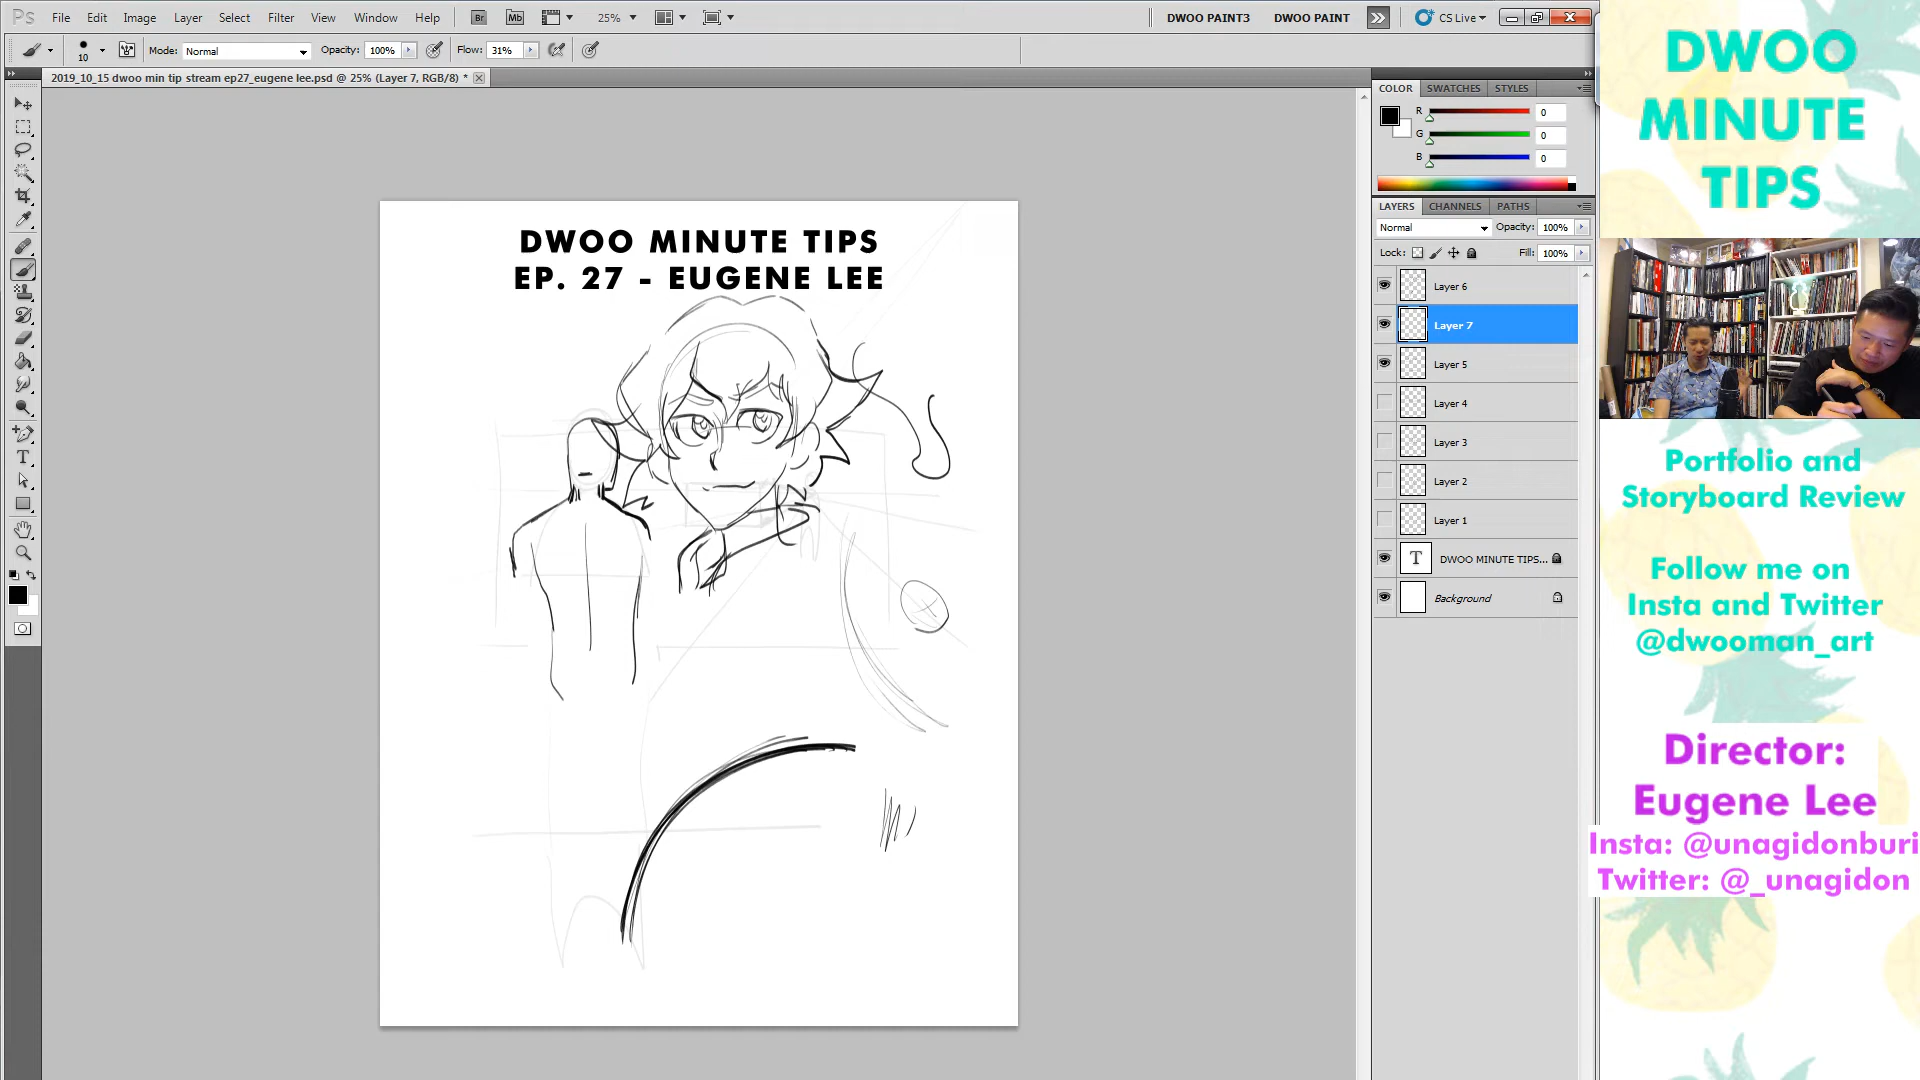 Ps File Edit Image Layer Select Filter View Window Help Br Mb 25% DWOO PAINT3 DWOO PAINT CS Live
10 Mode: Normal Opacity: 100% Flow: 31%
2019_10_15 dwoo min tip stream ep27_eugene lee.psd @ 25% (Layer 7, RGB/8) *
DWOO MINUTE TIPS
EP. 27 - EUGENE LEE
COLOR SWATCHES STYLES
R 0
G 0
B 0
LAYERS CHANNELS PATHS
Normal Opacity: 100%
Lock: Fill: 100%
Layer 6
Layer 7
Layer 5
Layer 4
Layer 3
Layer 2
Layer 1
T DWOO MINUTE TIPS...
Background
DWOO
MINUTE
TIPS
Portfolio and
Storyboard Review
Follow me on
Insta and Twitter
@dwooman_art
Director:
Eugene Lee
Insta: @unagidonburi
Twitter: @_unagidon